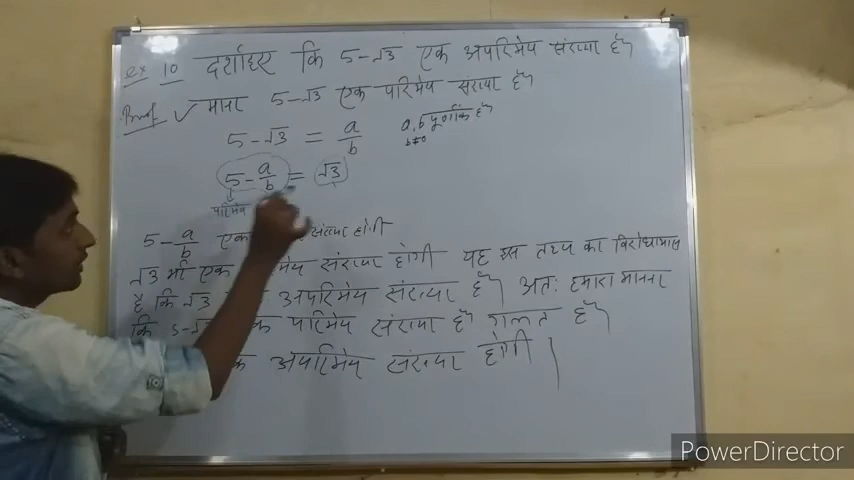 ex 10 दर्शाइए कि 5-√3 एक अपरिमेय संख्या है
Proof ✓ माना 5-√3 एक परिमेय संख्या है
5-√3 = a/b a, b पूर्णांक है
b≠0
5 - a/b = √3
परिमेय
5 - a/b एक संख्या होगी
√3 भी एक मेय संख्या होगी यह इस तथ्य का विरोधाभास
है कि √3 अपरिमेय संख्या है अतः हमारा मानना
कि 5-√3 क परिमेय संख्या है गलत है
क अपरिमेय संख्या होगी
PowerDirector